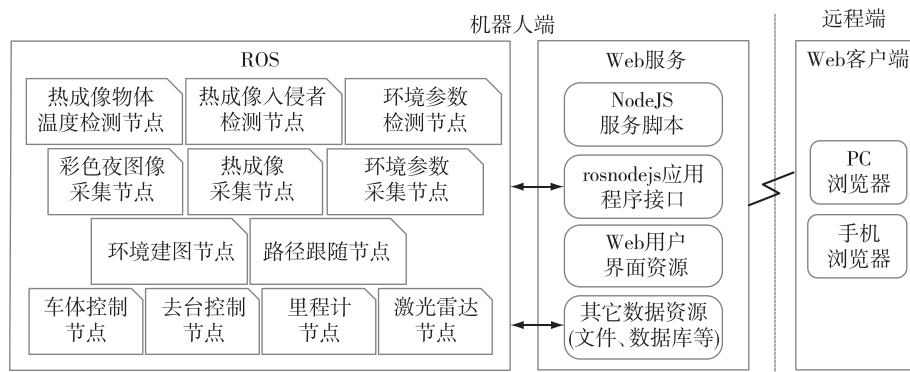 机器人端
远程端
ROS
热成像物体
温度检测节点
热成像入侵者
检测节点
环境参数
检测节点
彩色夜图像
采集节点
热成像
采集节点
环境参数
采集节点
环境建图节点
路径跟随节点
车体控制
节点
去台控制
节点
里程计
节点
激光雷达
节点
Web服务
NodeJS
服务脚本
rosnodejs应用
程序接口
Web用户
界面资源
其它数据资源
(文件、数据库等)
Web客户端
PC
浏览器
手机
浏览器